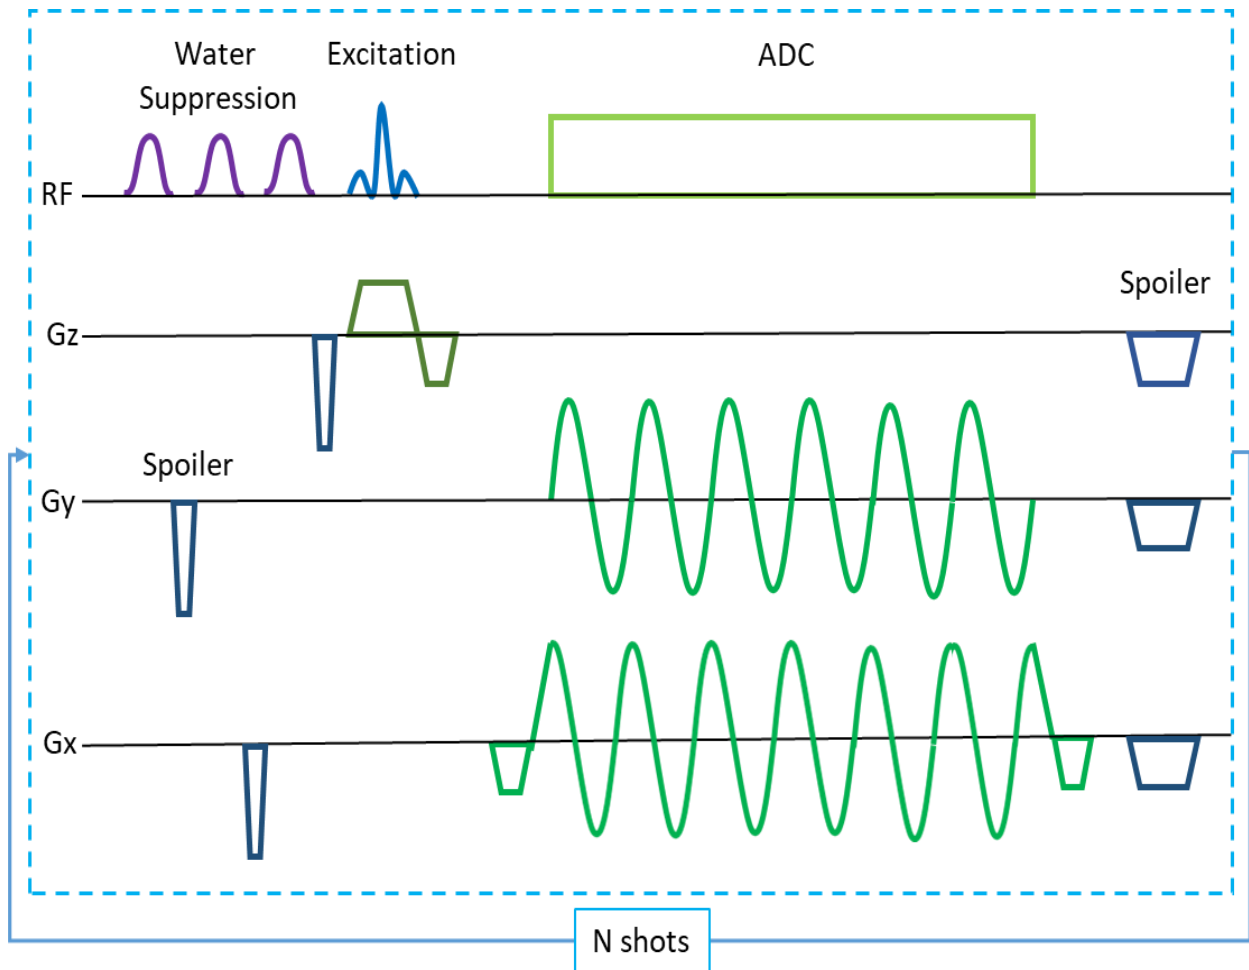 Water
Suppression
Excitation
ADC
RF
Spoiler
Gz
Spoiler
Gy
Gx
N shots